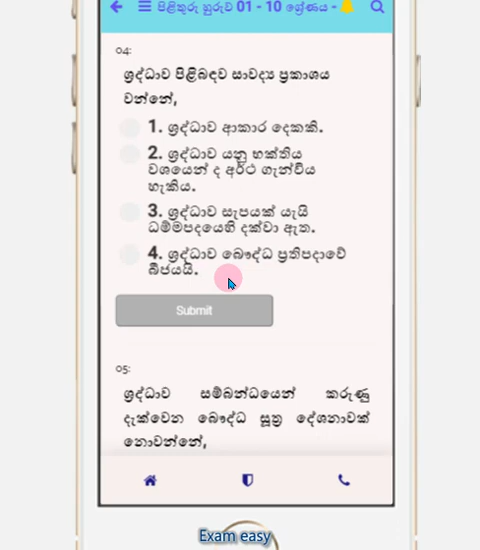 පිළිතුරු හුරුව 01 - 10 ශ්‍රේණය -
04:
ශ්‍රද්ධාව පිළිබඳව සාවද්‍ය ප්‍රකාශය
වන්නේ,
1. ශ්‍රද්ධාව ආකාර දෙකකි.
2. ශ්‍රද්ධාව යනු භක්තිය
වශයෙන් ද අර්ථ ගැන්විය
හැකිය.
3. ශ්‍රද්ධාව සැපයක් යැයි
ධම්මපදයෙහි දක්වා ඇත.
4. ශ්‍රද්ධාව බෞද්ධ ප්‍රතිපදාවේ
බීජයයි.
Submit
05:
ශ්‍රද්ධාව සම්බන්ධයෙන් කරුණු
දැක්වෙන බෞද්ධ සූත්‍ර දේශනාවක්
නොවන්නේ,
Exam easy